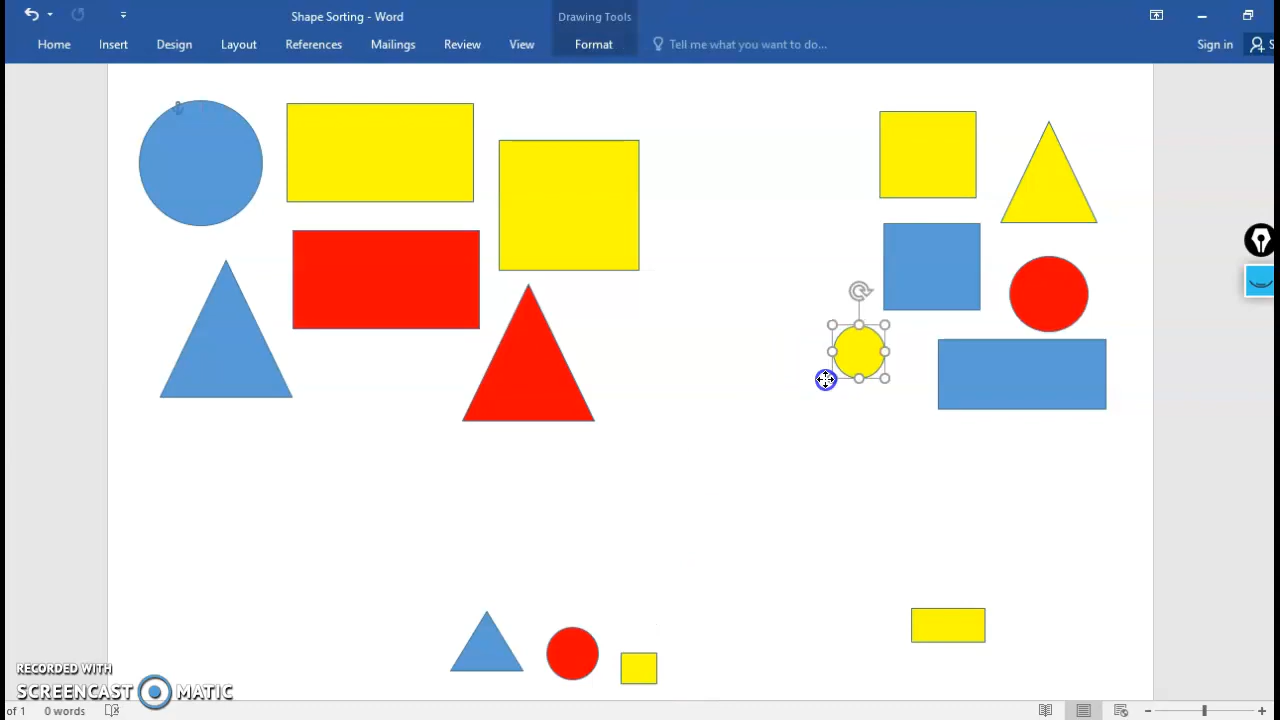 Shape Sorting - Word
Drawing Tools
Home Insert Design Layout References Mailings Review View Format Tell me what you want to do... Sign in S
RECORDED WITH
SCREENCAST MATIC
of 1 0 words